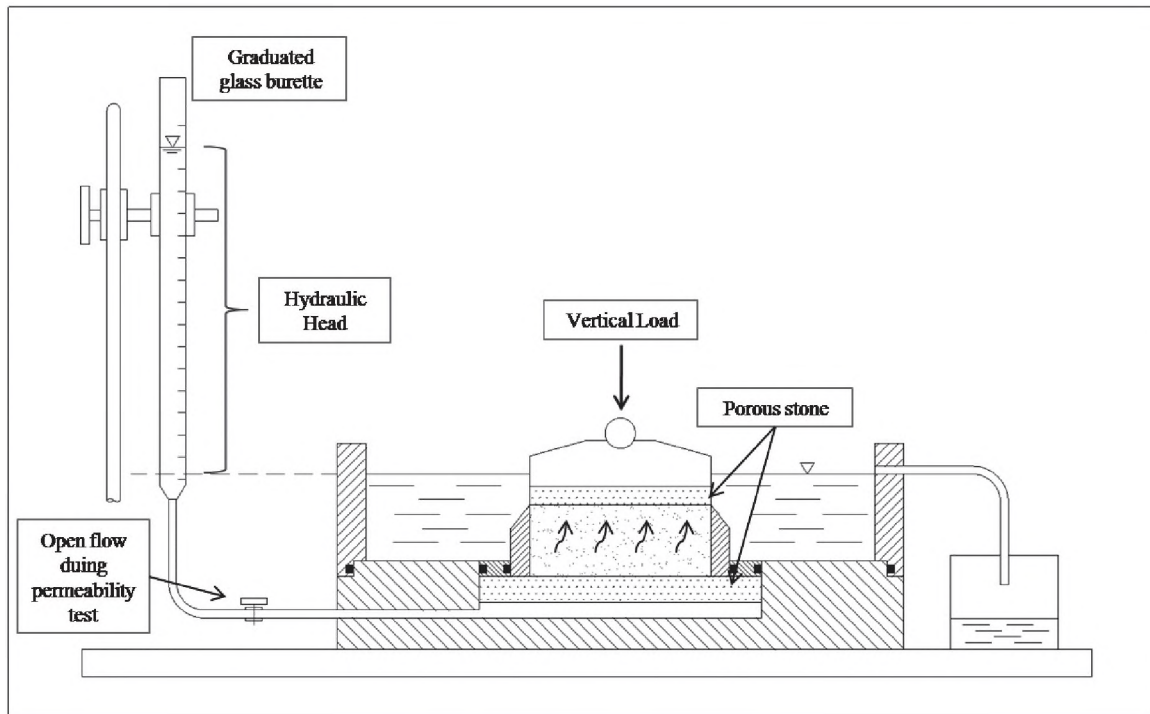 Graduated
glass burette
Hydraulic
Head
Vertical Load
Porous stone
Open flow
duing
permeability
test